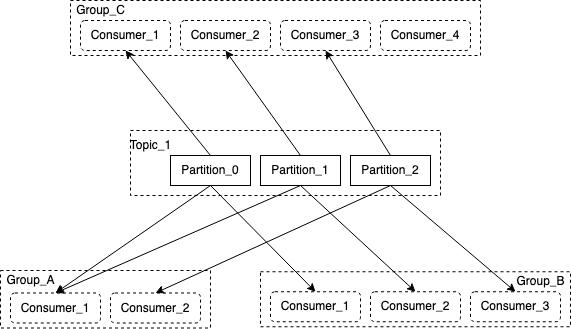 Group_C
Consumer_1 Consumer_2 Consumer_3 Consumer_4
Topic_1
Partition_0 Partition_1 Partition_2
Group_A
Consumer_1 Consumer_2
Group_B
Consumer_1 Consumer_2 Consumer_3